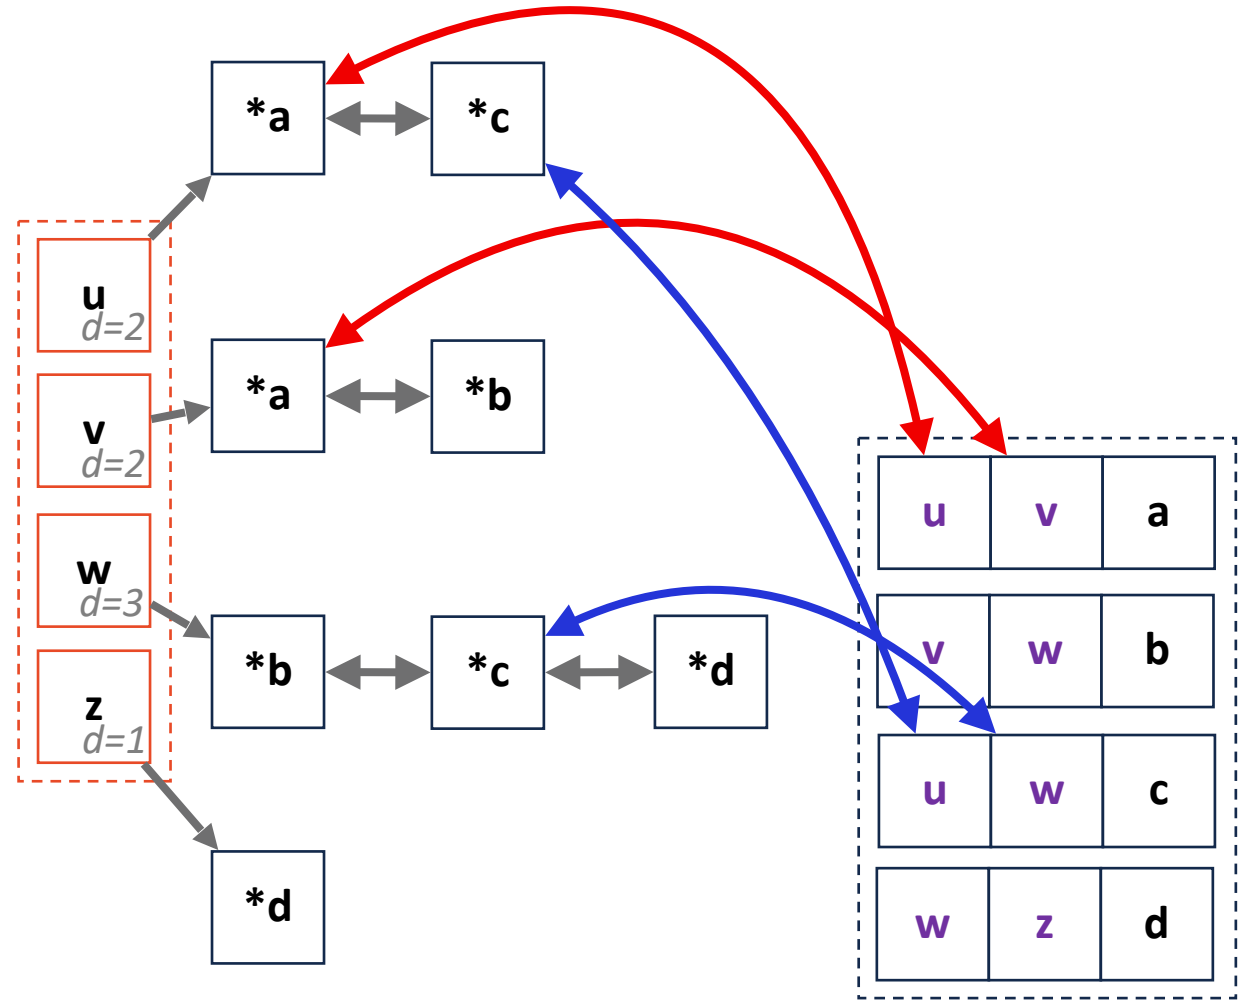 *a *c
u
d=2
*a *b
v
d=2
u v a
w
d=3
*b *c *d
v w b
z
d=1
u w c
*d
w z d